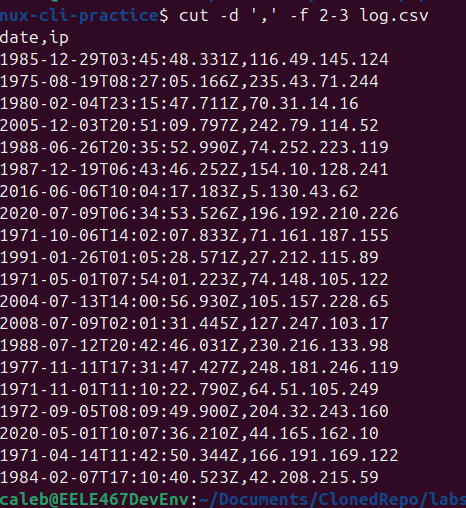 nux-cli-practice$ cut -d ',' -f 2-3 log.csv
date,ip
1985-12-29T03:45:48.331Z,116.49.145.124
1975-08-19T08:27:05.166Z,235.43.71.244
1980-02-04T23:15:47.711Z,70.31.14.16
2005-12-03T20:51:09.797Z,242.79.114.52
1988-06-26T20:35:52.990Z,74.252.223.119
1987-12-19T06:43:46.252Z,154.10.128.241
2016-06-06T10:04:17.183Z,5.130.43.62
2020-07-09T06:34:53.526Z,196.192.210.226
1971-10-06T14:02:07.833Z,71.161.187.155
1991-01-26T01:05:28.571Z,27.212.115.89
1971-05-01T07:54:01.223Z,74.148.105.122
2004-07-13T14:00:56.930Z,105.157.228.65
2008-07-09T02:01:31.445Z,127.247.103.17
1988-07-12T20:42:46.031Z,230.216.133.98
1977-11-11T17:31:47.427Z,248.181.246.119
1971-11-01T11:10:22.790Z,64.51.105.249
1972-09-05T08:09:49.900Z,204.32.243.160
2020-05-01T10:07:36.210Z,44.165.162.10
1971-04-14T11:42:50.344Z,166.191.169.122
1984-02-07T17:10:40.523Z,42.208.215.59
caleb@EELE467DevEnv:~/Documents/ClonedRepo/labs